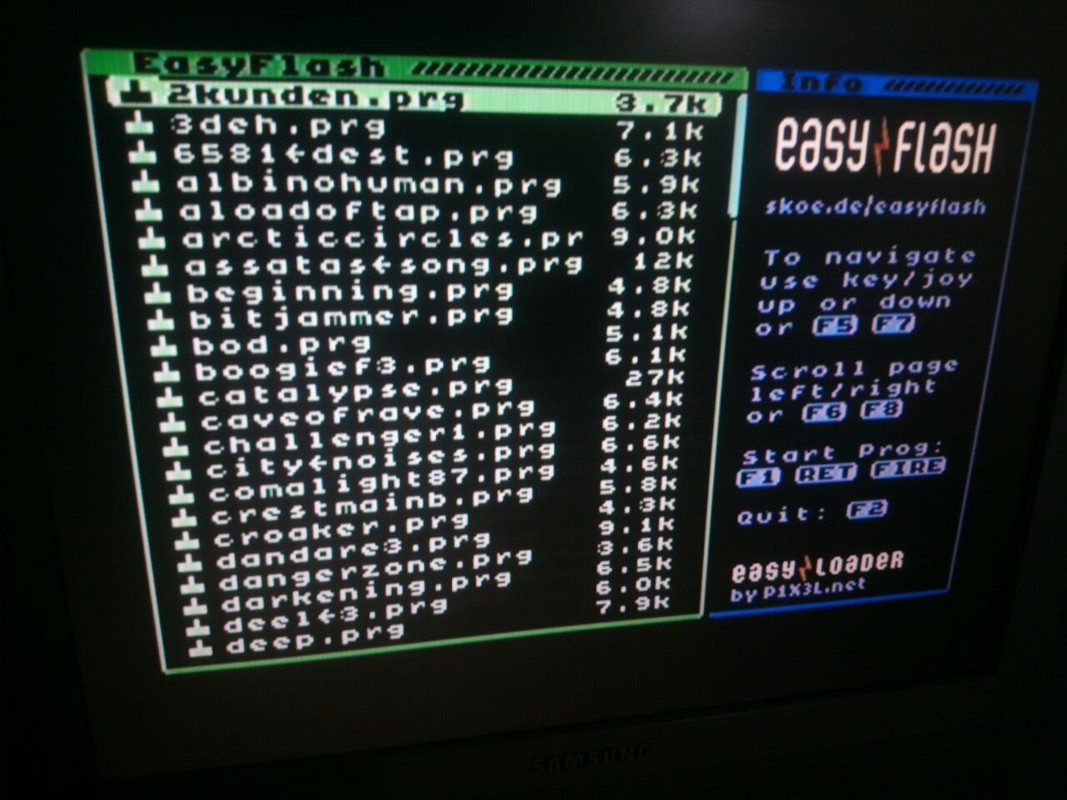 EasyFlash
2kunden.prg 3.7k
3deh.prg 7.1k
6581←dest.prg 6.3k
albinohuman.prg 5.9k
aloadoftap.prg 6.3k
arcticcircles.pr 9.0k
assatas←song.prg 12k
beginning.prg 4.8k
bitjammer.prg 4.8k
bod.prg 5.1k
boogief3.prg 6.1k
catalypse.prg 27k
caveofrave.prg 6.4k
challenger1.prg 6.2k
city←noises.prg 6.6k
comalight87.prg 4.6k
crestmainb.prg 5.8k
croaker.prg 4.3k
dandare3.prg 9.1k
dangerzone.prg 3.6k
darkening.prg 6.5k
deel←3.prg 6.0k
deep.prg 7.9k
Info
easy FLaSH
skoe.de/easyflash
To navigate
use key/joy
up or down
or F5 F7
Scroll page
left/right
or F6 F8
Start Prog:
F1 RET FIRE
Quit: F2
easy LOADER
by P1X3L.net
SAMSUNG